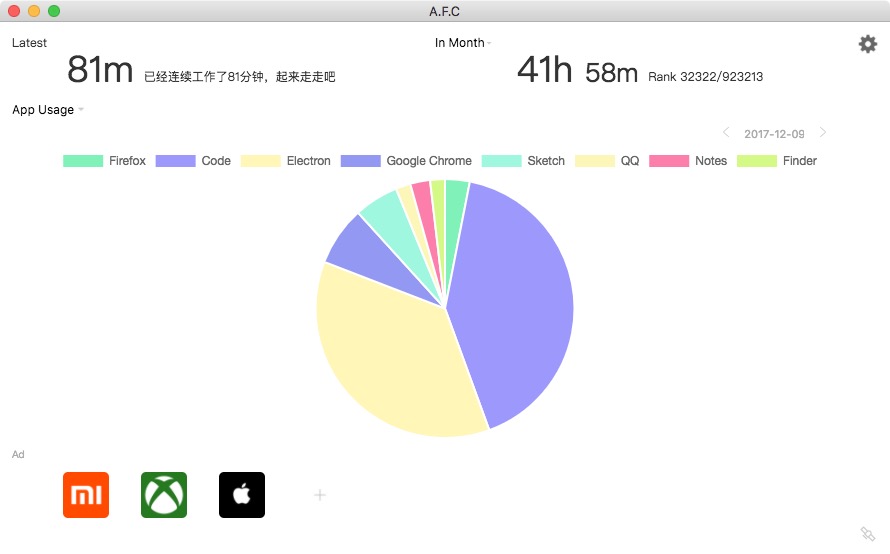 A.F.C
Latest
In Month
81m 已经连续工作了81分钟，起来走走吧
41h 58m Rank 32322/923213
App Usage
2017-12-09
Firefox Code Electron Google Chrome Sketch QQ Notes Finder
Ad
mi